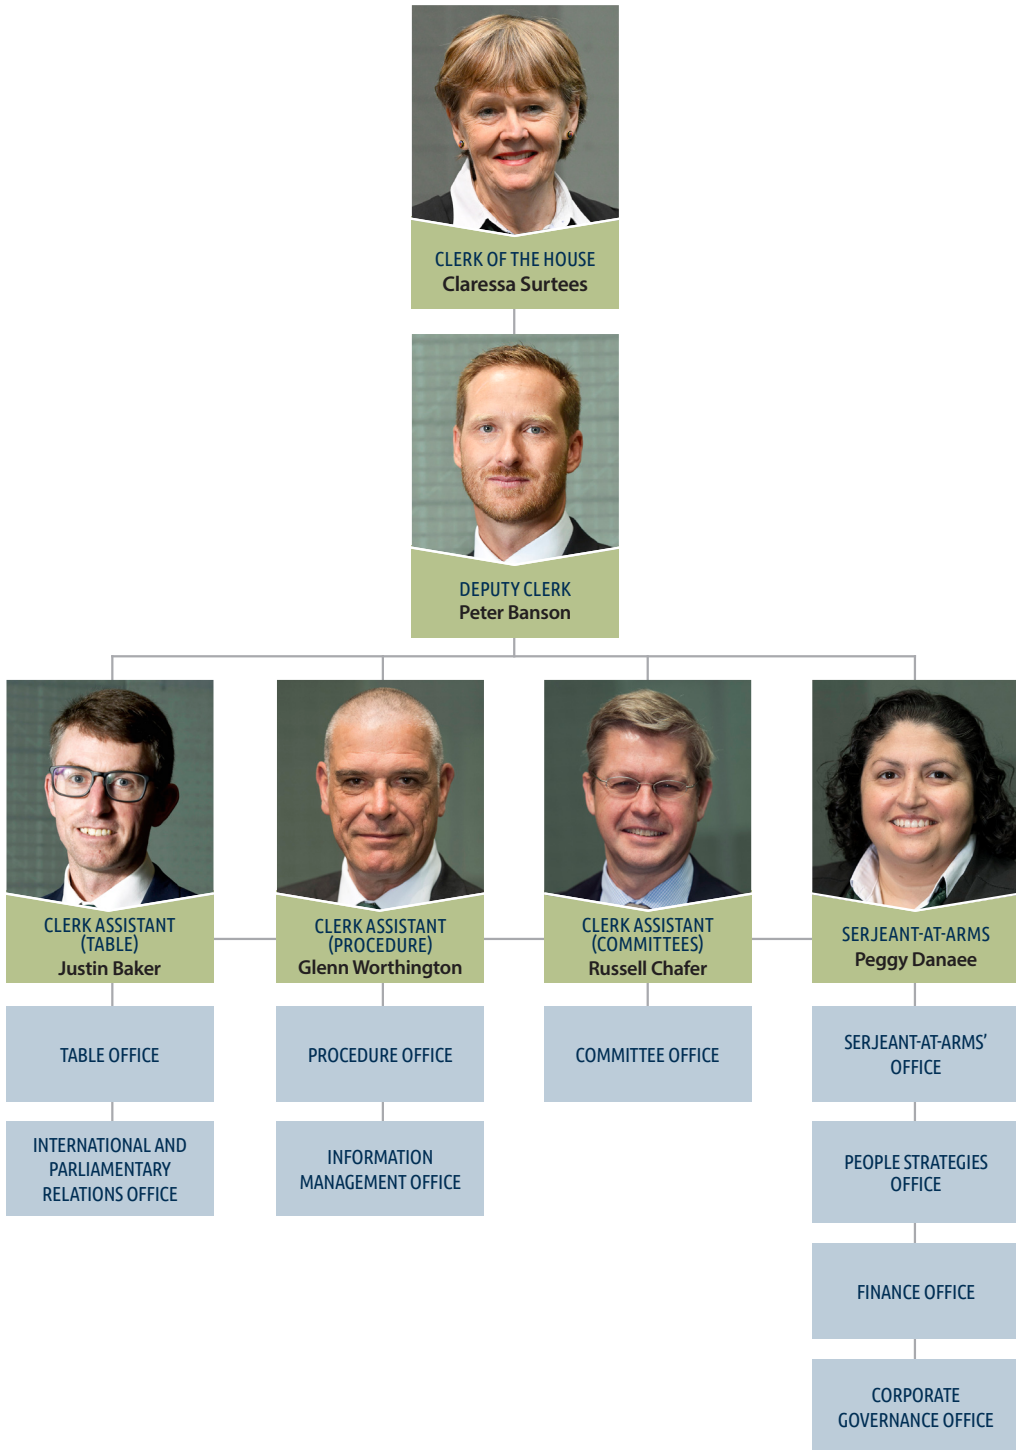 CLERK OF THE HOUSE
Claressa Surtees
DEPUTY CLERK
Peter Banson
CLERK ASSISTANT
(TABLE)
Justin Baker
CLERK ASSISTANT
(PROCEDURE)
Glenn Worthington
CLERK ASSISTANT
(COMMITTEES)
Russell Chafer
SERJEANT-AT-ARMS
Peggy Danaee
TABLE OFFICE
PROCEDURE OFFICE
COMMITTEE OFFICE
SERJEANT-AT-ARMS’
OFFICE
INTERNATIONAL AND
PARLIAMENTARY
RELATIONS OFFICE
INFORMATION
MANAGEMENT OFFICE
PEOPLE STRATEGIES
OFFICE
FINANCE OFFICE
CORPORATE
GOVERNANCE OFFICE